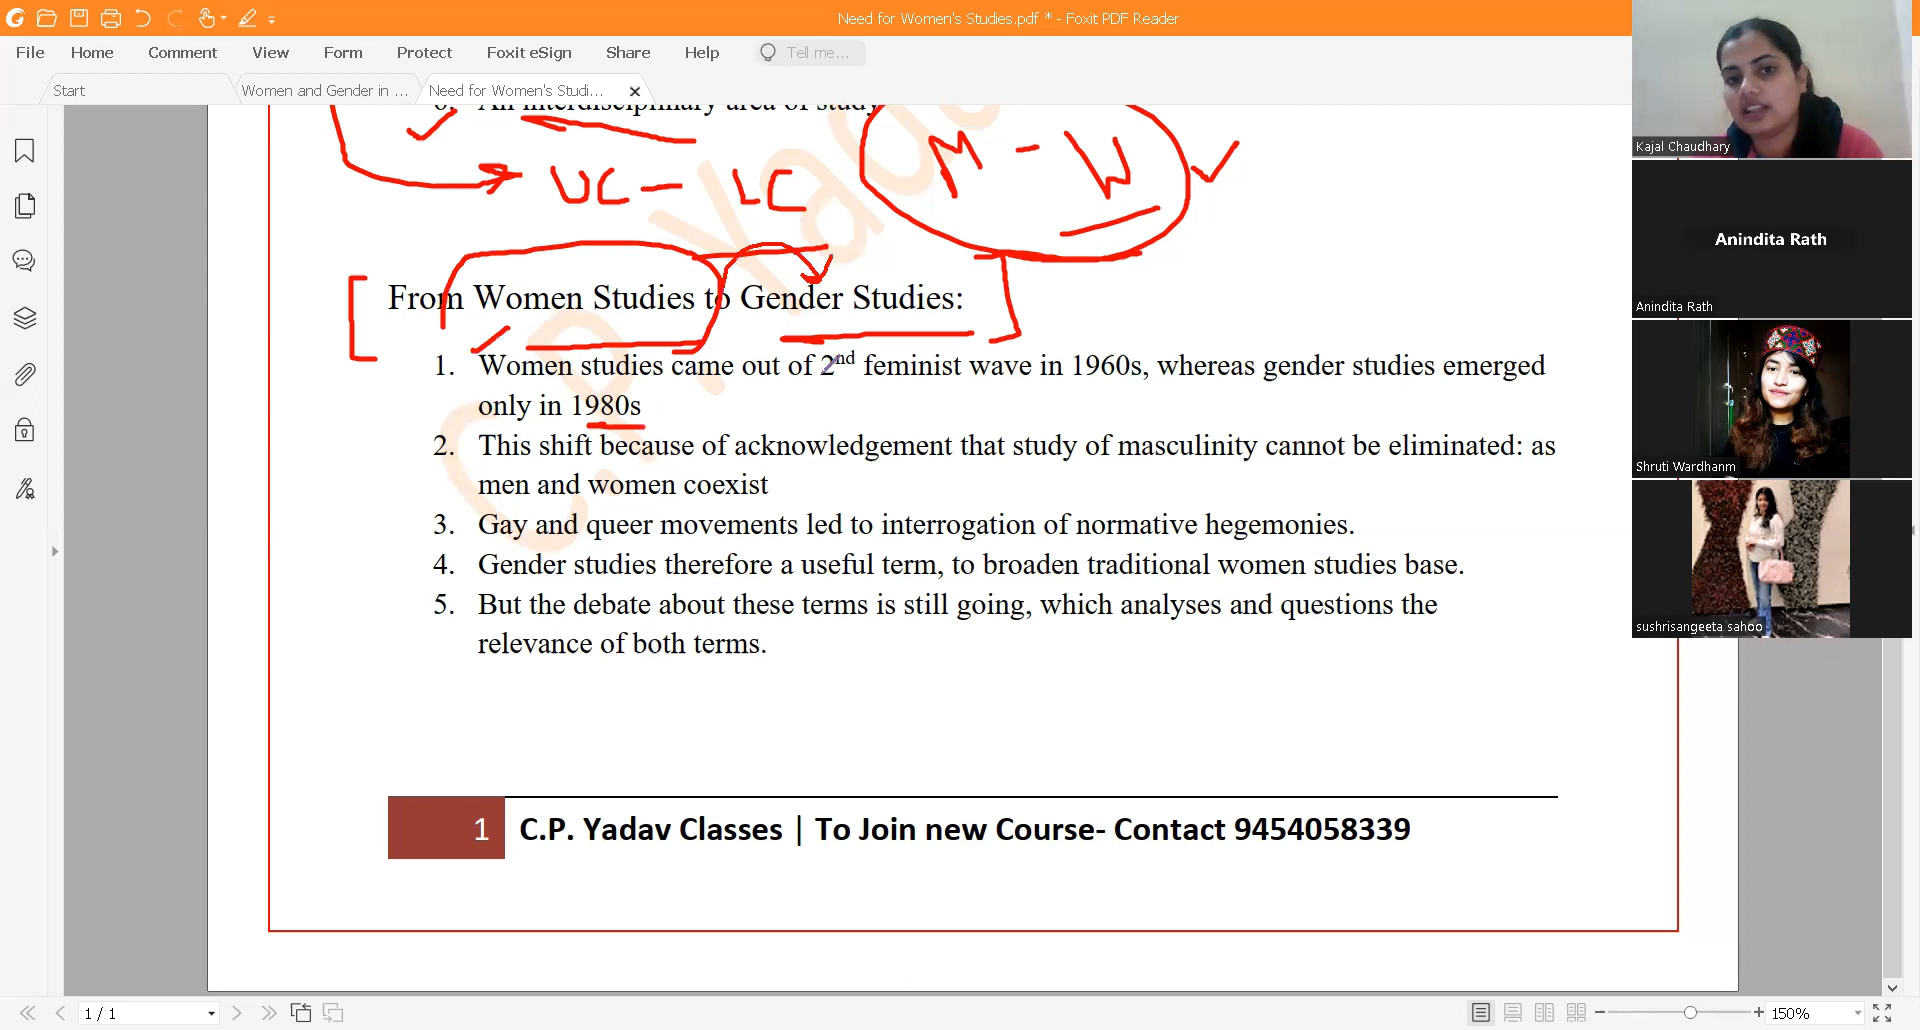 Need for Women's Studies.pdf * - Foxit PDF Reader
File Home Comment View Form Protect Foxit eSign Share Help Tell me...
Start Women and Gender in ... Need for Women's Studi...
6. An interdisciplinary area of study
M - W
UC - LC
From Women Studies to Gender Studies:
1. Women studies came out of 2nd feminist wave in 1960s, whereas gender studies emerged
only in 1980s
2. This shift because of acknowledgement that study of masculinity cannot be eliminated: as
men and women coexist
3. Gay and queer movements led to interrogation of normative hegemonies.
4. Gender studies therefore a useful term, to broaden traditional women studies base.
5. But the debate about these terms is still going, which analyses and questions the
relevance of both terms.
C.P. Yadav
1 C.P. Yadav Classes | To Join new Course- Contact 9454058339
1 / 1
150%
Kajal Chaudhary
Anindita Rath
Anindita Rath
Shruti Wardhanm
sushrisangeeta sahoo